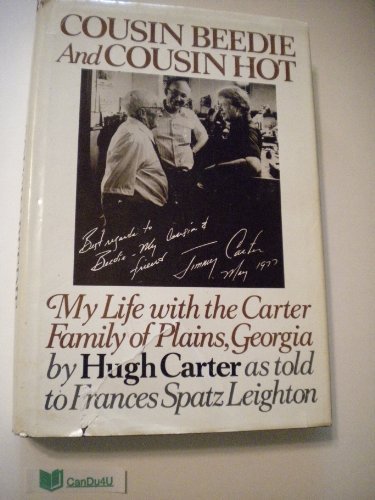 COUSIN BEEDIE
And COUSIN HOT
Best regards to
Beedie - My cousin &
friend Jimmy Carter
May 1977
My Life with the Carter
Family of Plains, Georgia
by Hugh Carter as told
to Frances Spatz Leighton
CanDu4U